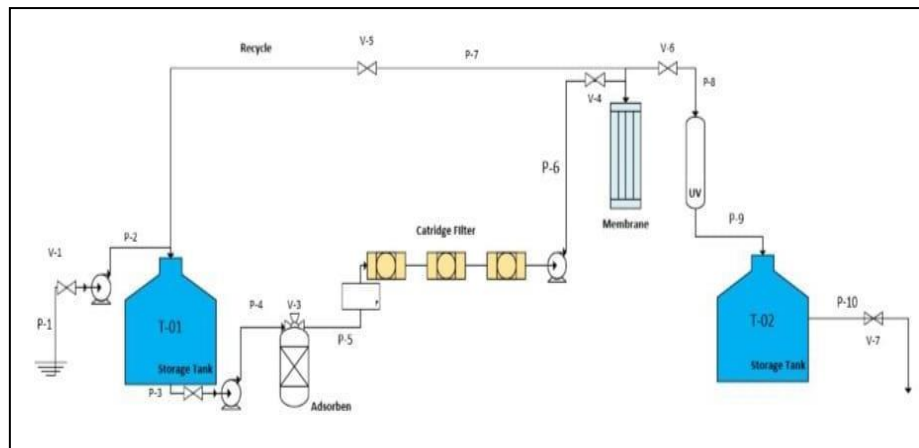 Recycle
V-5
P-7
V-6
P-8
V-4
P-6
UV
Membrane
Catridge Filter
P-9
P-2
V-1
P-1
T-01
Storage Tank
P-3
P-4
V-3
P-5
Adsorben
T-02
Storage Tank
P-10
V-7